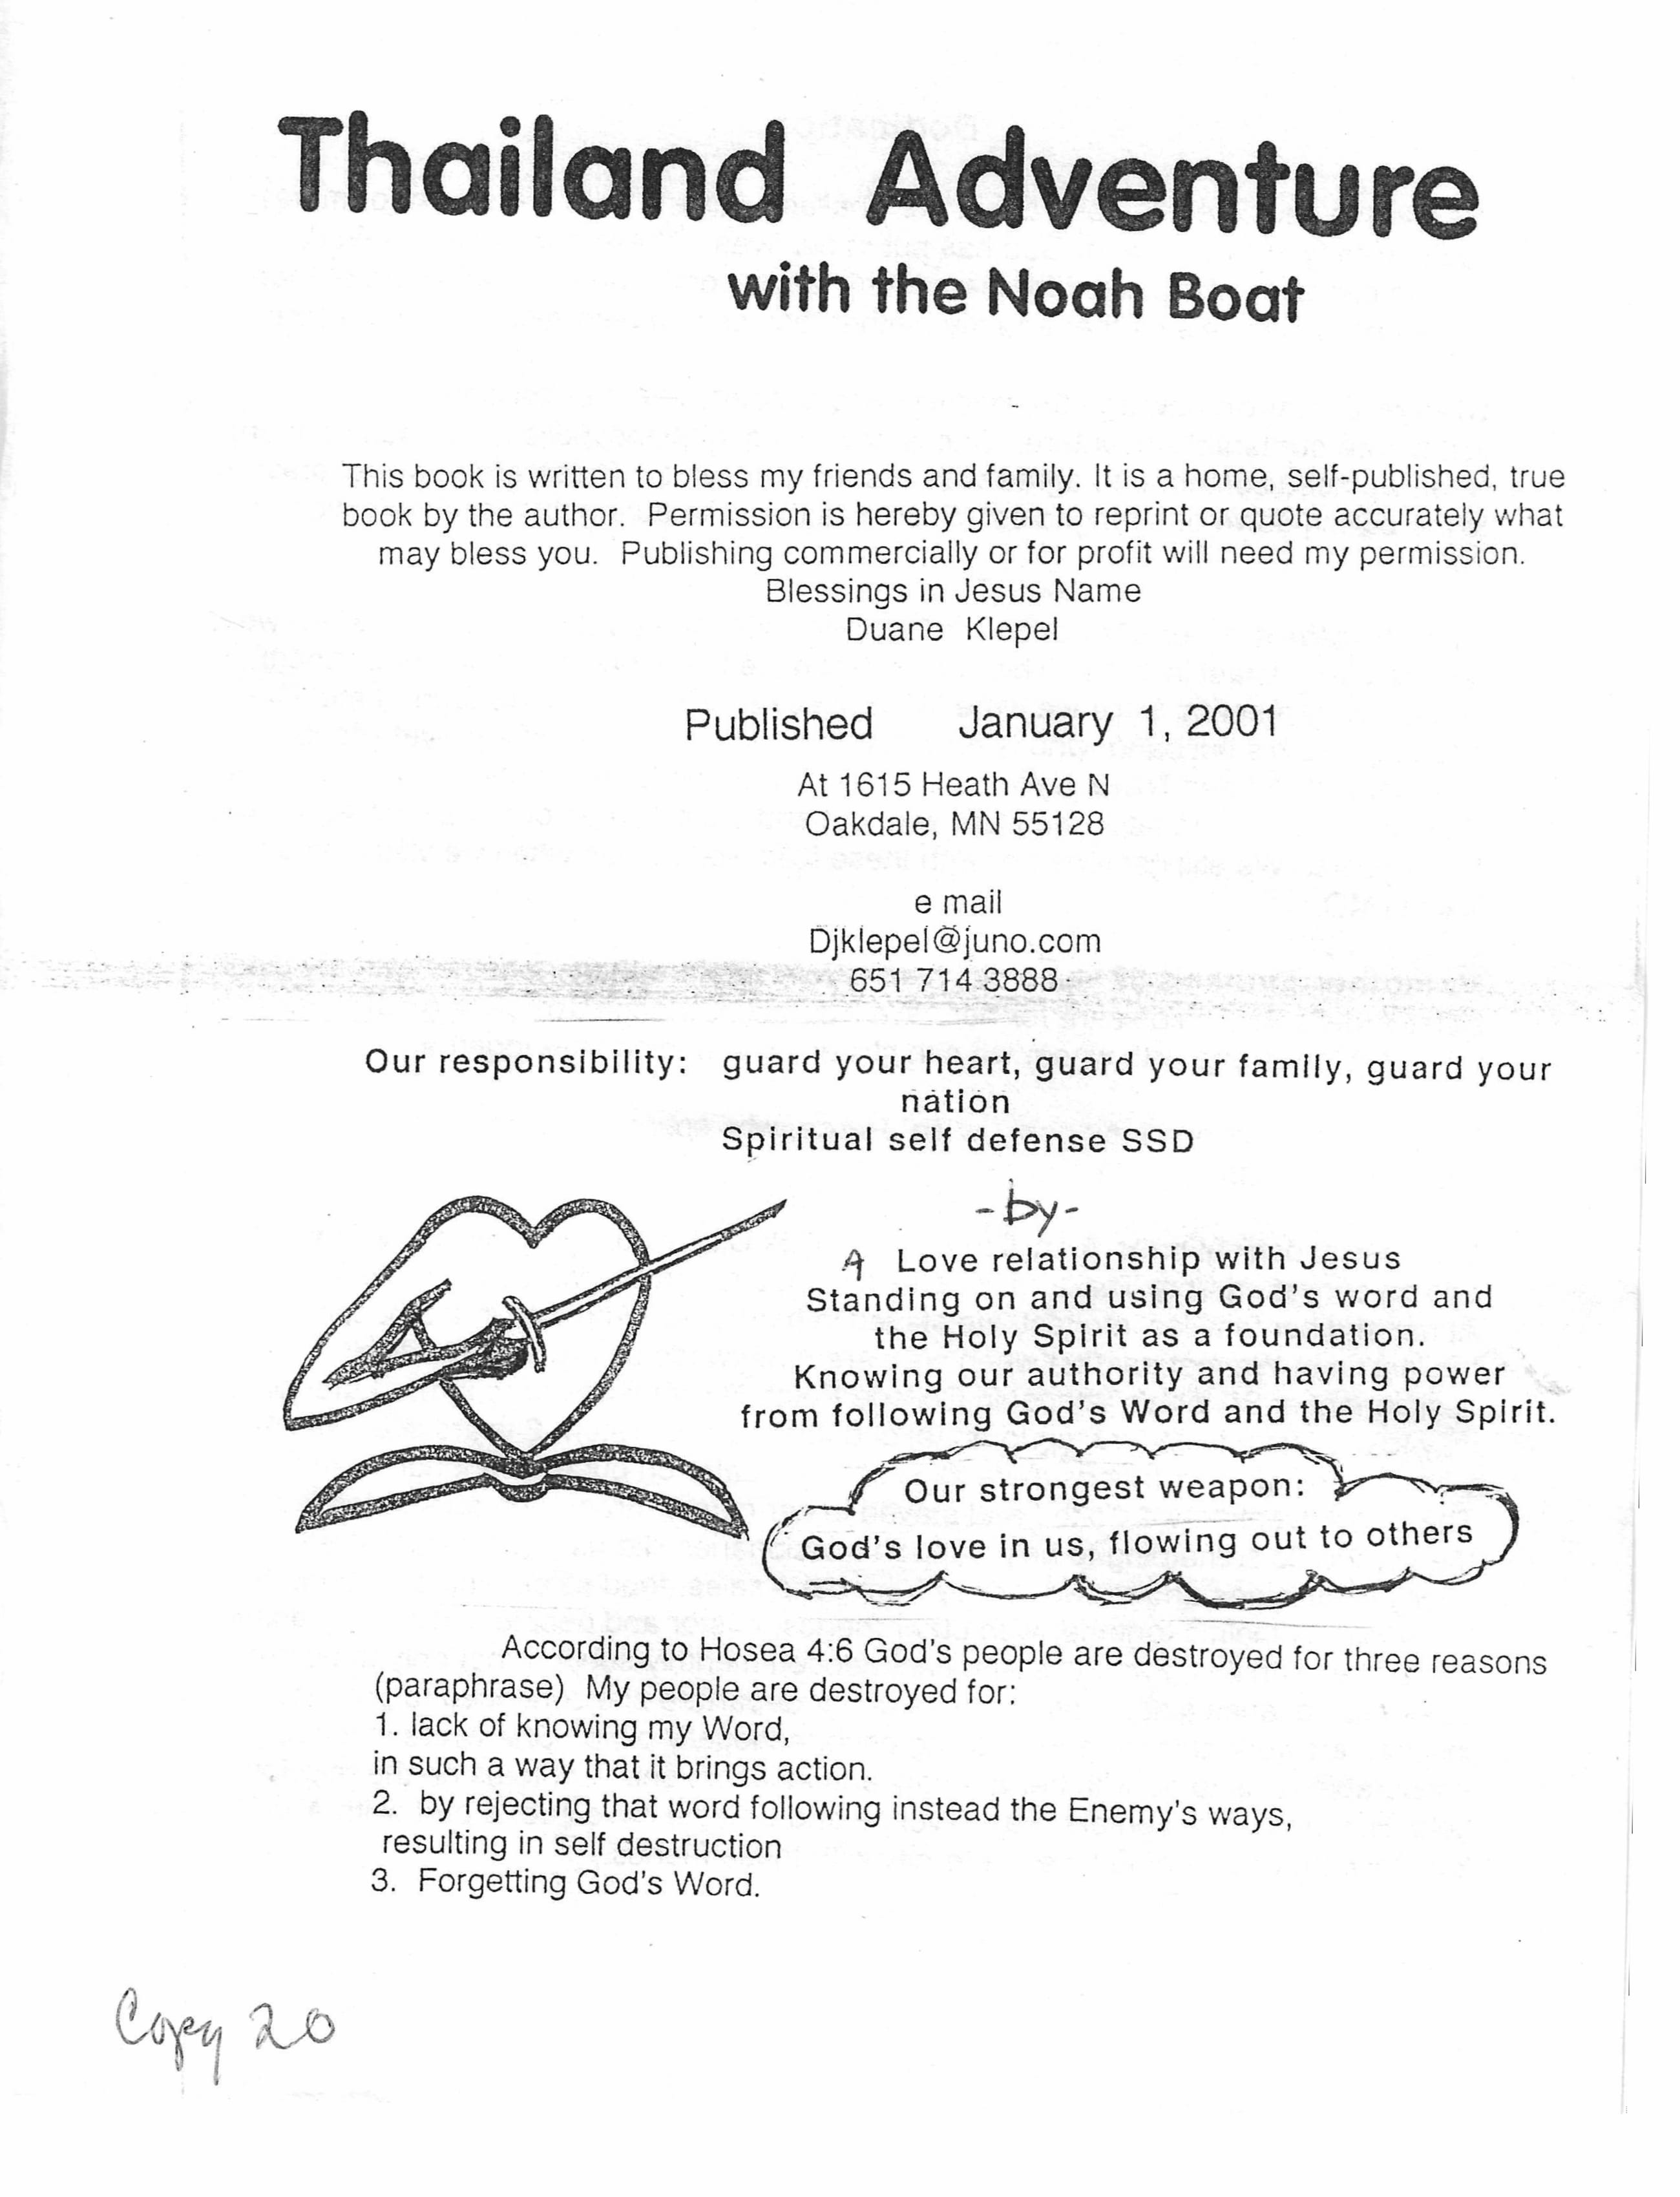 Thailand Adventure
with the Noah Boat
This book is written to bless my friends and family. It is a home, self-published, true
book by the author. Permission is hereby given to reprint or quote accurately what
may bless you. Publishing commercially or for profit will need my permission.
Blessings in Jesus Name
Duane Klepel
Published January 1, 2001
At 1615 Heath Ave N
Oakdale, MN 55128
e mail
Djklepel@juno.com
651 714 3888
Our responsibility: guard your heart, guard your family, guard your
nation
Spiritual self defense SSD
-by-
A Love relationship with Jesus
Standing on and using God's word and
the Holy Spirit as a foundation.
Knowing our authority and having power
from following God's Word and the Holy Spirit.
Our strongest weapon:
God's love in us, flowing out to others
According to Hosea 4:6 God's people are destroyed for three reasons
(paraphrase) My people are destroyed for:
1. lack of knowing my Word,
in such a way that it brings action.
2. by rejecting that word following instead the Enemy's ways,
resulting in self destruction
3. Forgetting God's Word.
Copy 20